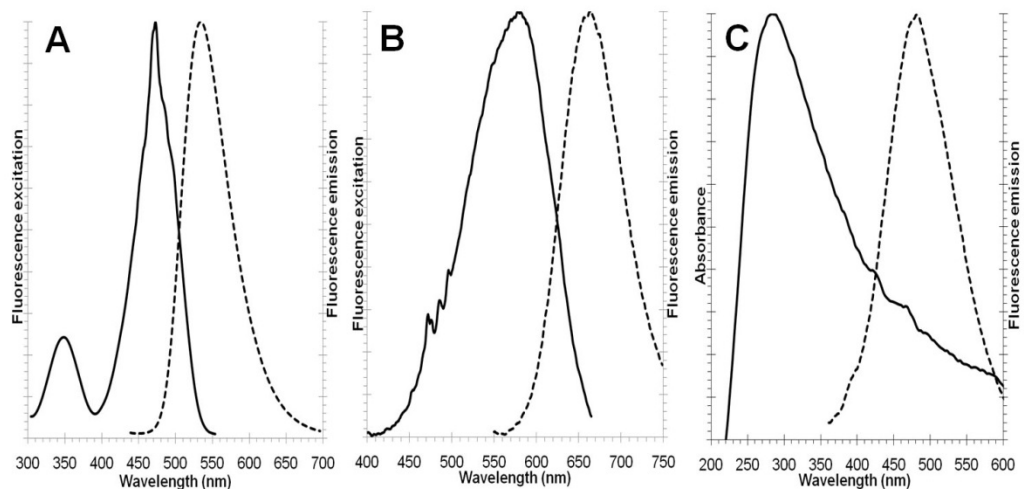 A
Fluorescence excitation
Fluorescence emission
300 350 400 450 500 550 600 650 700
Wavelength (nm)
B
Fluorescence excitation
Fluorescence emission
400 450 500 550 600 650 700 750
Wavelength (nm)
C
Absorbance
Fluorescence emission
200 250 300 350 400 450 500 550 600
Wavelength (nm)